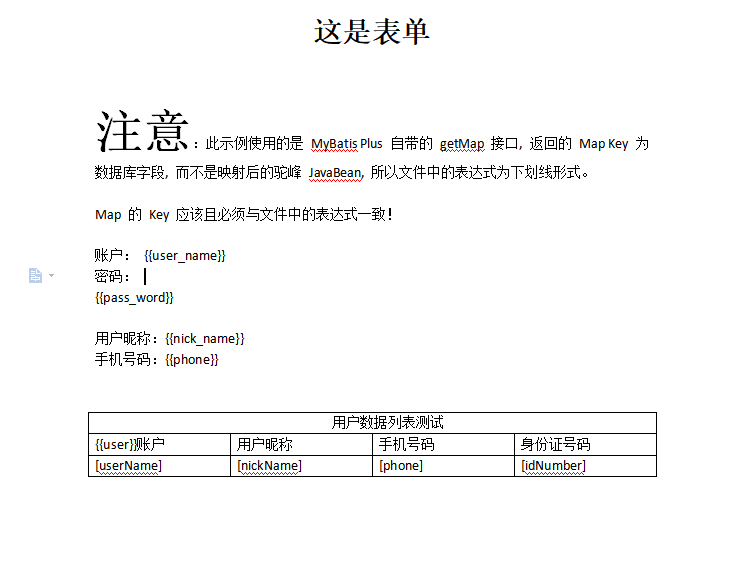 这是表单
注意：此示例使用的是 MyBatis Plus 自带的 getMap 接口, 返回的 Map Key 为
数据库字段, 而不是映射后的驼峰 JavaBean, 所以文件中的表达式为下划线形式。
Map 的 Key 应该且必须与文件中的表达式一致！
账户： {{user_name}}
密码：
{{pass_word}}
用户昵称：{{nick_name}}
手机号码：{{phone}}
用户数据列表测试
{{user}}账户 用户昵称 手机号码 身份证号码
[userName] [nickName] [phone] [idNumber]